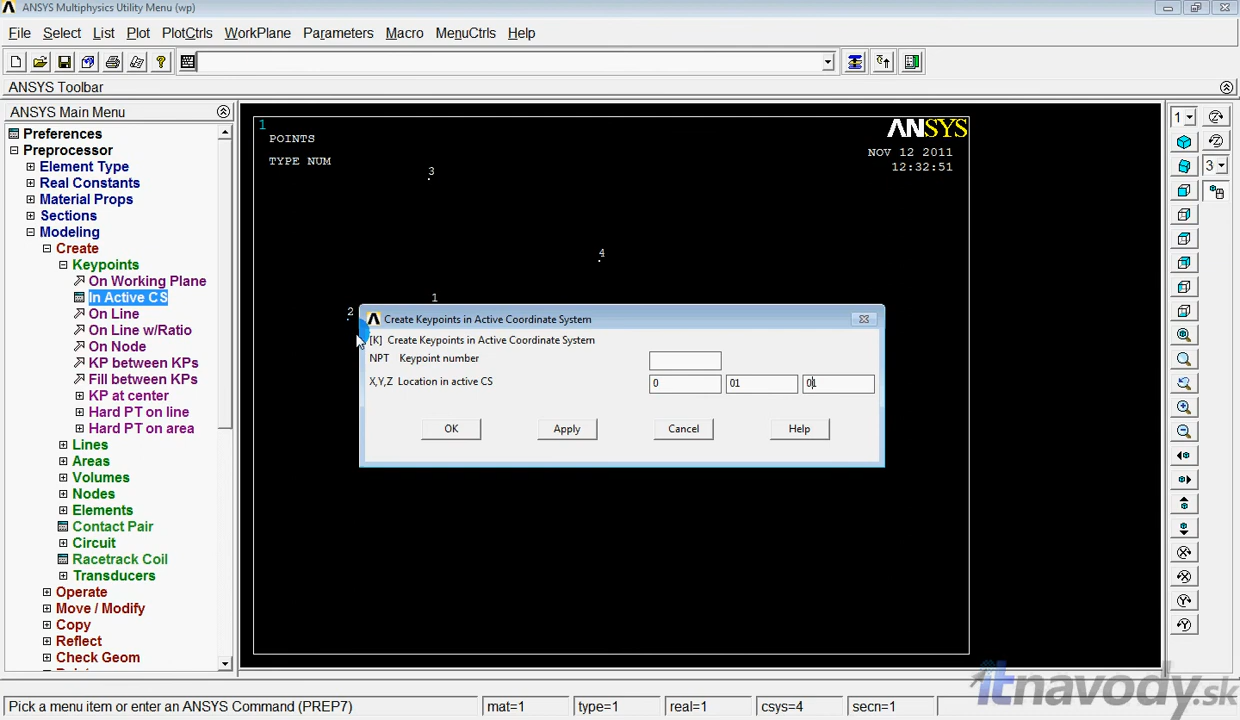 ANSYS Multiphysics Utility Menu (wp)
File Select List Plot PlotCtrls WorkPlane Parameters Macro MenuCtrls Help
ANSYS Toolbar
ANSYS Main Menu
Preferences
Preprocessor
Element Type
Real Constants
Material Props
Sections
Modeling
Create
Keypoints
On Working Plane
In Active CS
On Line
On Line w/Ratio
On Node
KP between KPs
Fill between KPs
KP at center
Hard PT on line
Hard PT on area
Lines
Areas
Volumes
Nodes
Elements
Contact Pair
Circuit
Racetrack Coil
Transducers
Operate
Move / Modify
Copy
Reflect
Check Geom
1
POINTS
TYPE NUM
ANSYS
NOV 12 2011
12:32:51
3
4
1
2
Create Keypoints in Active Coordinate System
[K] Create Keypoints in Active Coordinate System
NPT Keypoint number
X,Y,Z Location in active CS 0 01 01
OK Apply Cancel Help
1
3
Pick a menu item or enter an ANSYS Command (PREP7) mat=1 type=1 real=1 csys=4 secn=1
itnavody.sk